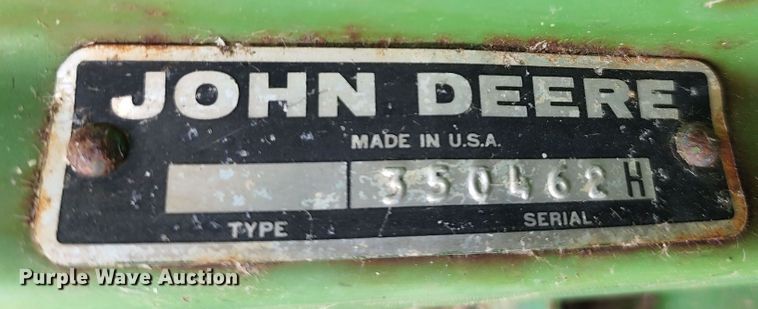 JOHN DEERE
MADE IN U.S.A.
350462H
TYPE SERIAL
Purple Wave Auction